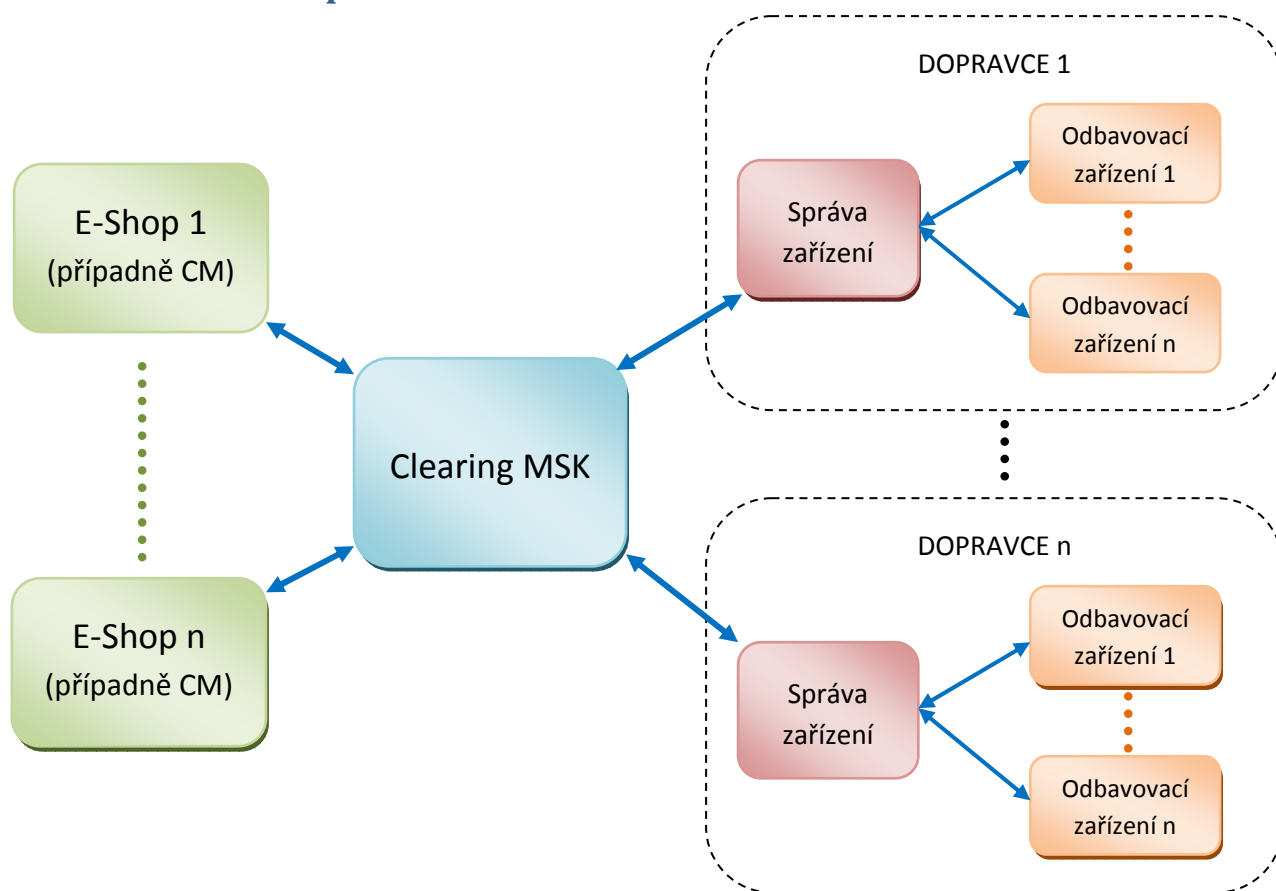 DOPRAVCE 1
Odbavovací
zařízení 1
E-Shop 1
(případně CM)
Správa
zařízení
Odbavovací
zařízení n
Clearing MSK
DOPRAVCE n
E-Shop n
(případně CM)
Odbavovací
zařízení 1
Správa
zařízení
Odbavovací
zařízení n